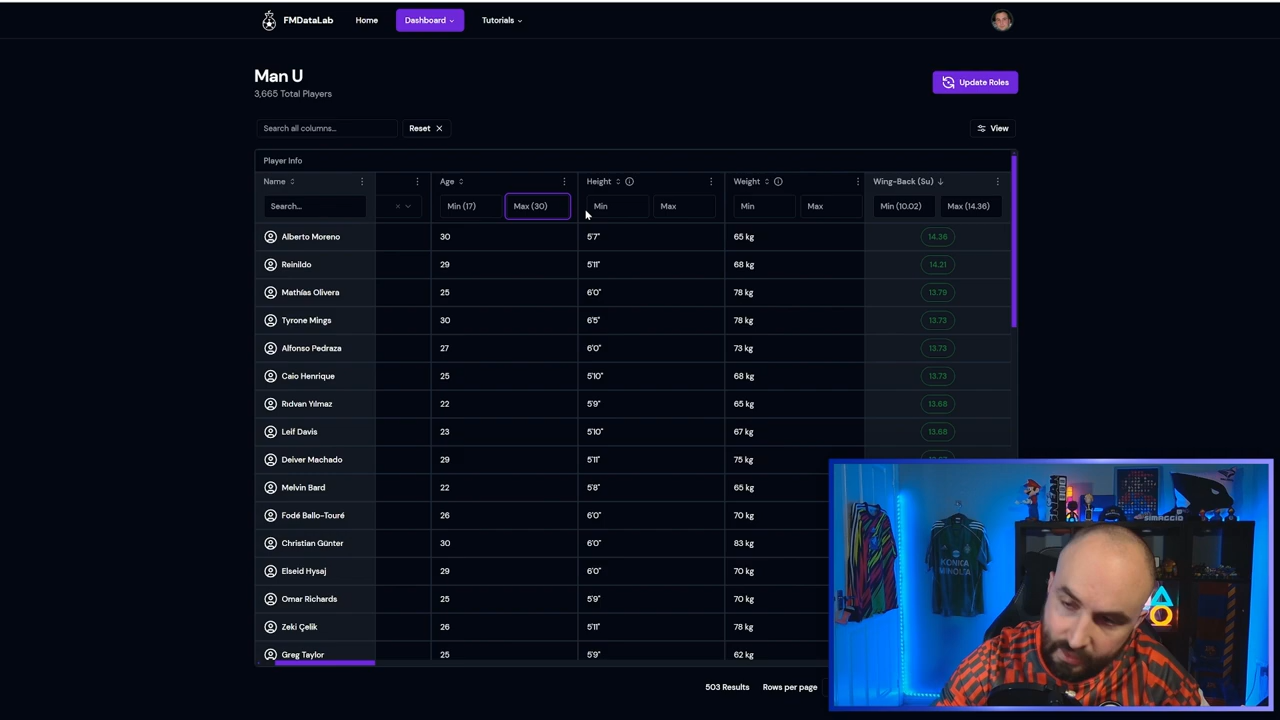 FMDataLab Home Dashboard Tutorials
Man U
3,665 Total Players
Update Roles
Search all columns... Reset View
Player Info
Name Age Height Weight Wing-Back (Su)
Search... Min (17) Max (30) Min Max Min Max Min (10.02) Max (14.36)
Alberto Moreno 30 5'7" 65 kg 14.36
Reinildo 29 5'11" 68 kg 14.21
Mathías Olivera 25 6'0" 78 kg 13.79
Tyrone Mings 30 6'5" 78 kg 13.73
Alfonso Pedraza 27 6'0" 73 kg 13.73
Caio Henrique 25 5'10" 68 kg 13.73
Rıdvan Yılmaz 22 5'9" 65 kg 13.68
Leif Davis 23 5'10" 67 kg 13.68
Deiver Machado 29 5'11" 75 kg
Melvin Bard 22 5'8" 65 kg
Fodé Ballo-Touré 26 6'0" 70 kg
Christian Günter 30 6'0" 83 kg
Elseid Hysaj 29 6'0" 70 kg
Omar Richards 25 5'9" 70 kg
Zeki Çelik 26 5'11" 78 kg
Greg Taylor 25 5'9" 62 kg
503 Results Rows per page
SIMACCIO
KONICA
MINOLTA